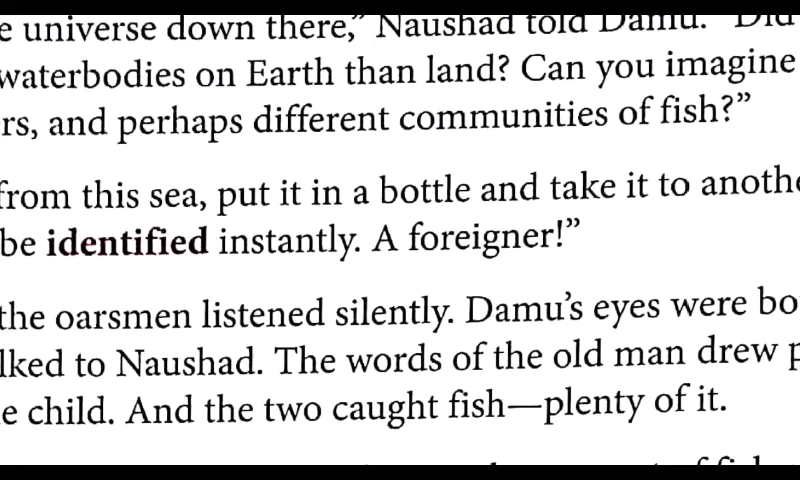 e universe down there,” Naushad told Damu. “Did
waterbodies on Earth than land? Can you imagine
rs, and perhaps different communities of fish?”
from this sea, put it in a bottle and take it to anothe
be identified instantly. A foreigner!”
the oarsmen listened silently. Damu’s eyes were bo
lked to Naushad. The words of the old man drew p
e child. And the two caught fish—plenty of it.